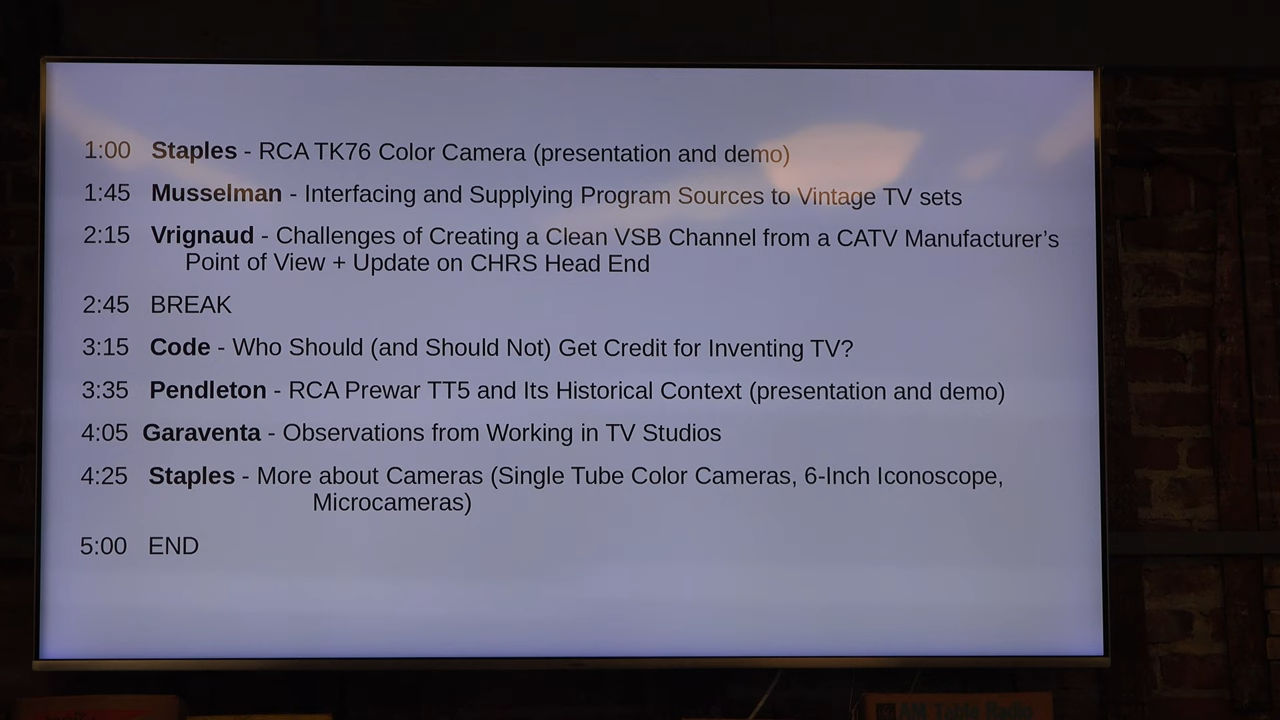 1:00 Staples - RCA TK76 Color Camera (presentation and demo)
1:45 Musselman - Interfacing and Supplying Program Sources to Vintage TV sets
2:15 Vrignaud - Challenges of Creating a Clean VSB Channel from a CATV Manufacturer's
Point of View + Update on CHRS Head End
2:45 BREAK
3:15 Code - Who Should (and Should Not) Get Credit for Inventing TV?
3:35 Pendleton - RCA Prewar TT5 and Its Historical Context (presentation and demo)
4:05 Garaventa - Observations from Working in TV Studios
4:25 Staples - More about Cameras (Single Tube Color Cameras, 6-Inch Iconoscope,
Microcameras)
5:00 END
AM Table Radio